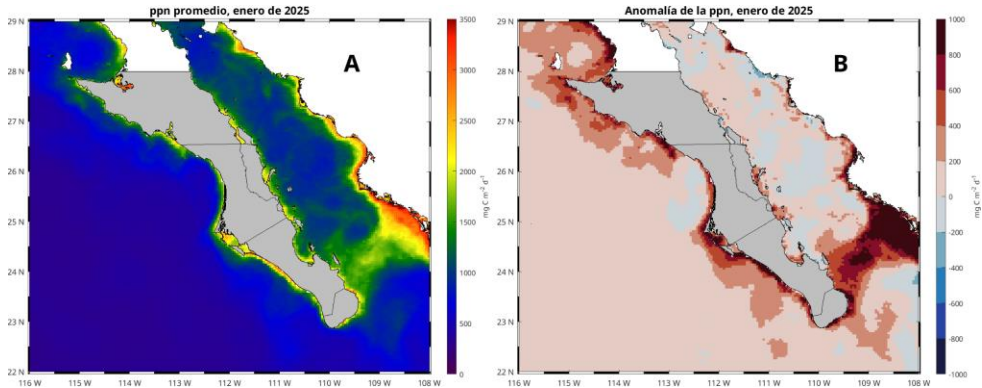 ppn promedio, enero de 2025
A
29 N
28 N
27 N
26 N
25 N
24 N
23 N
22 N
116 W 115 W 114 W 113 W 112 W 111 W 110 W 109 W 108 W
3500
3000
2500
2000
1500
1000
500
0
mg C m⁻² d⁻¹
Anomalía de la ppn, enero de 2025
B
29 N
28 N
27 N
26 N
25 N
24 N
23 N
22 N
116 W 115 W 114 W 113 W 112 W 111 W 110 W 109 W 108 W
1000
800
600
400
200
0
-200
-400
-600
-800
-1000
mg C m⁻² d⁻¹